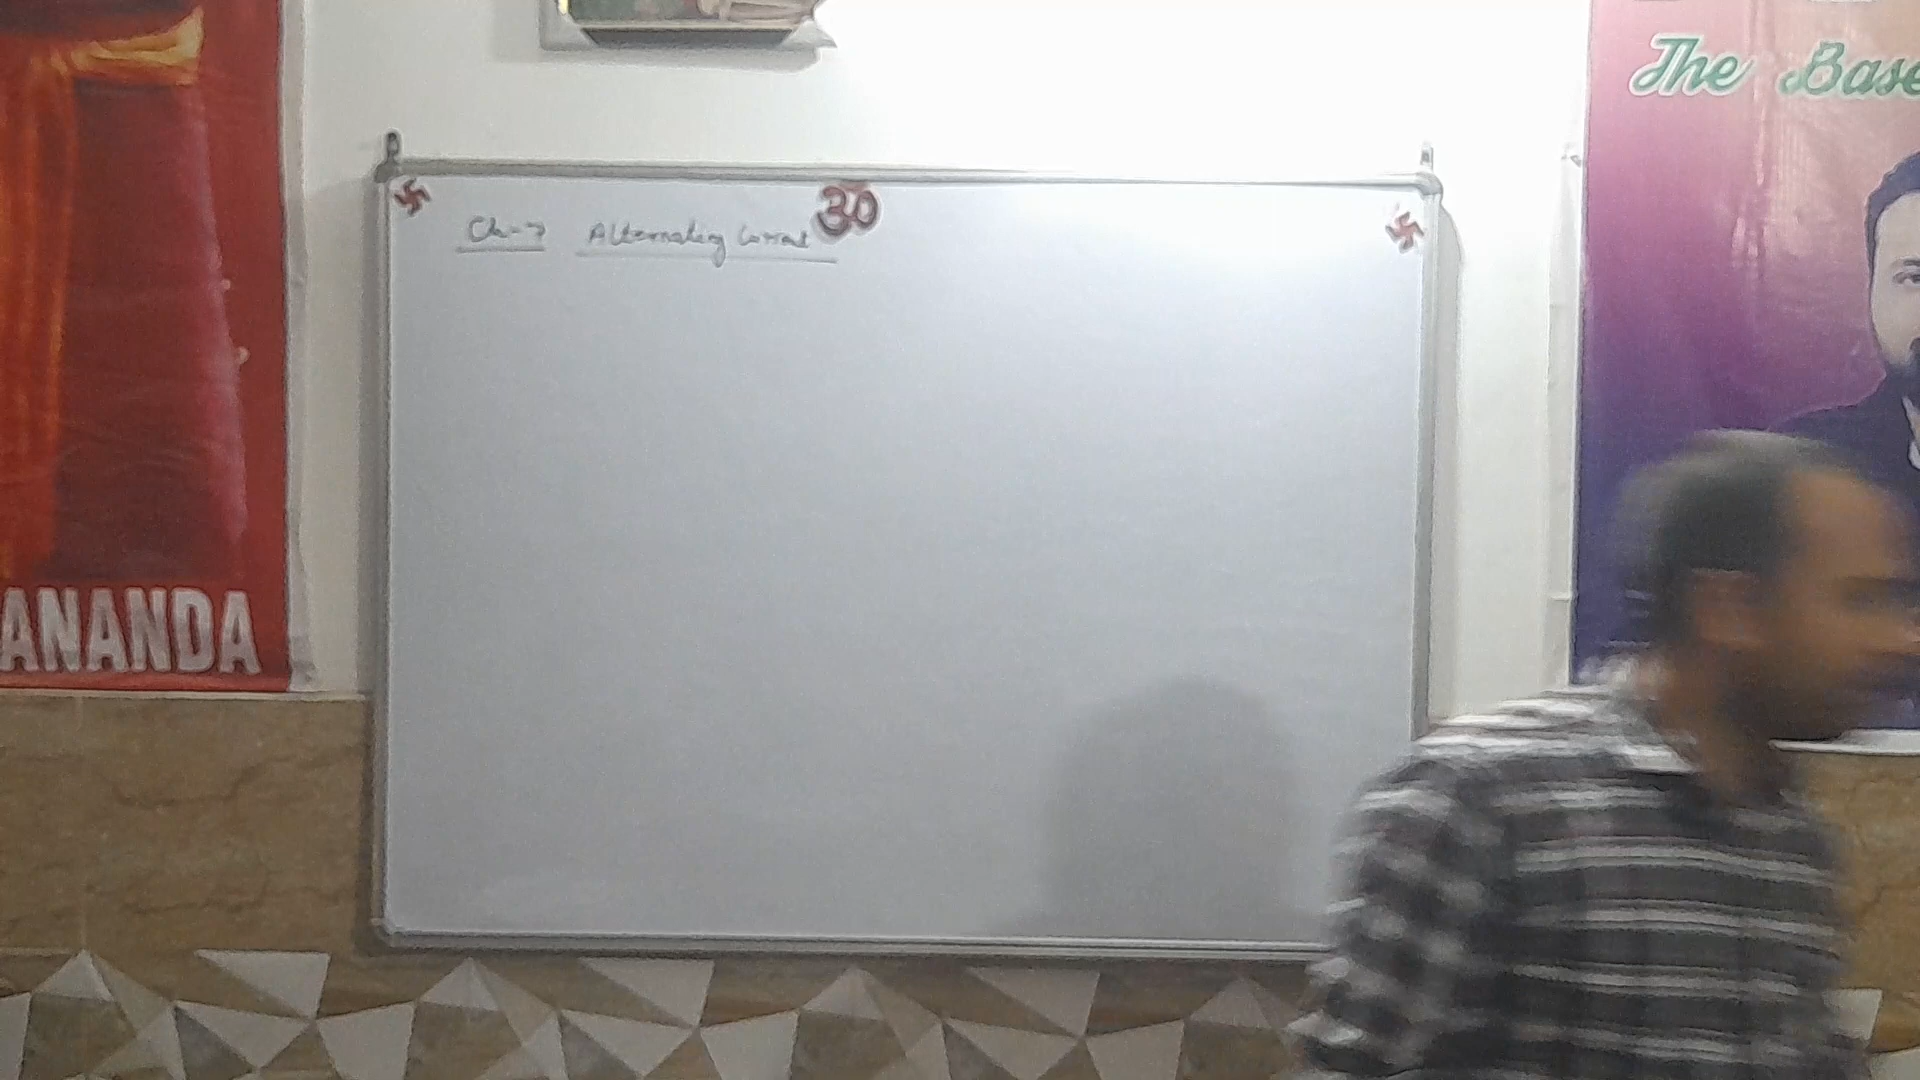 The Base
ॐ
Ch-7 Alternating Current
ANANDA